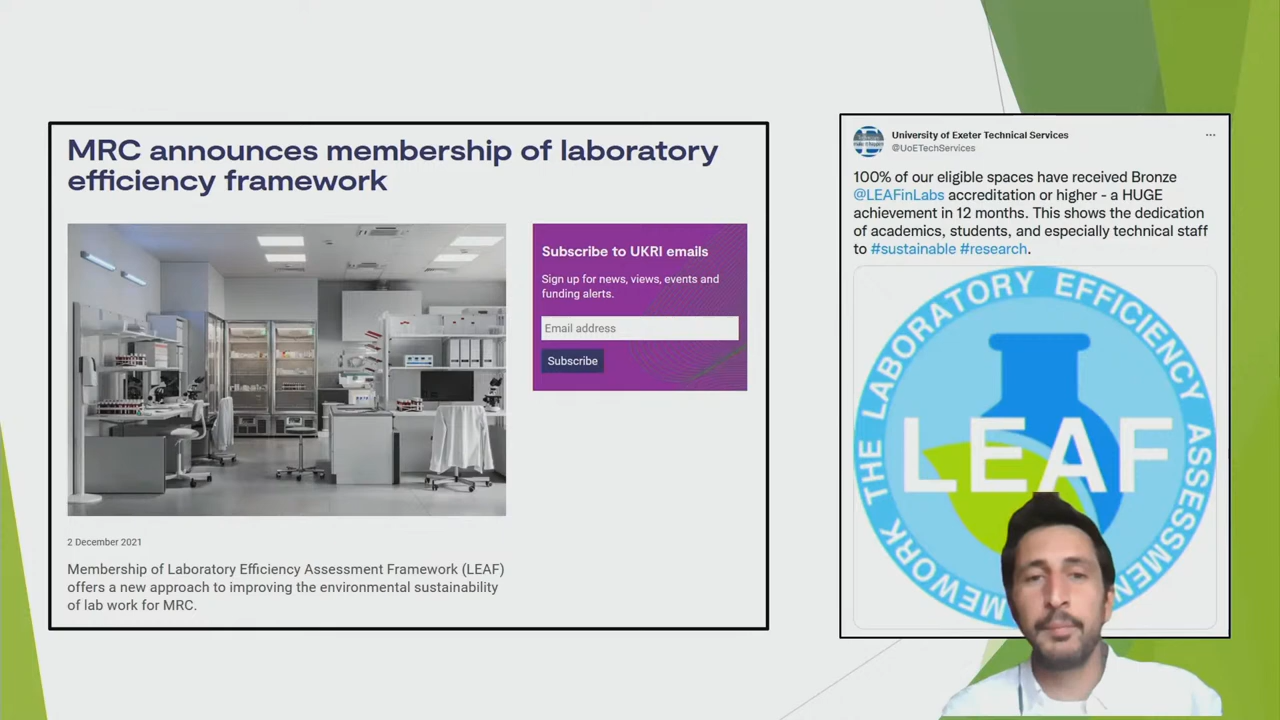 MRC announces membership of laboratory
efficiency framework
Subscribe to UKRI emails
Sign up for news, views, events and
funding alerts.
Email address
Subscribe
2 December 2021
Membership of Laboratory Efficiency Assessment Framework (LEAF)
offers a new approach to improving the environmental sustainability
of lab work for MRC.
University of Exeter Technical Services
@UoETechServices
100% of our eligible spaces have received Bronze
@LEAFinLabs accreditation or higher - a HUGE
achievement in 12 months. This shows the dedication
of academics, students, and especially technical staff
to #sustainable #research.
THE LABORATORY EFFICIENCY
LEAF